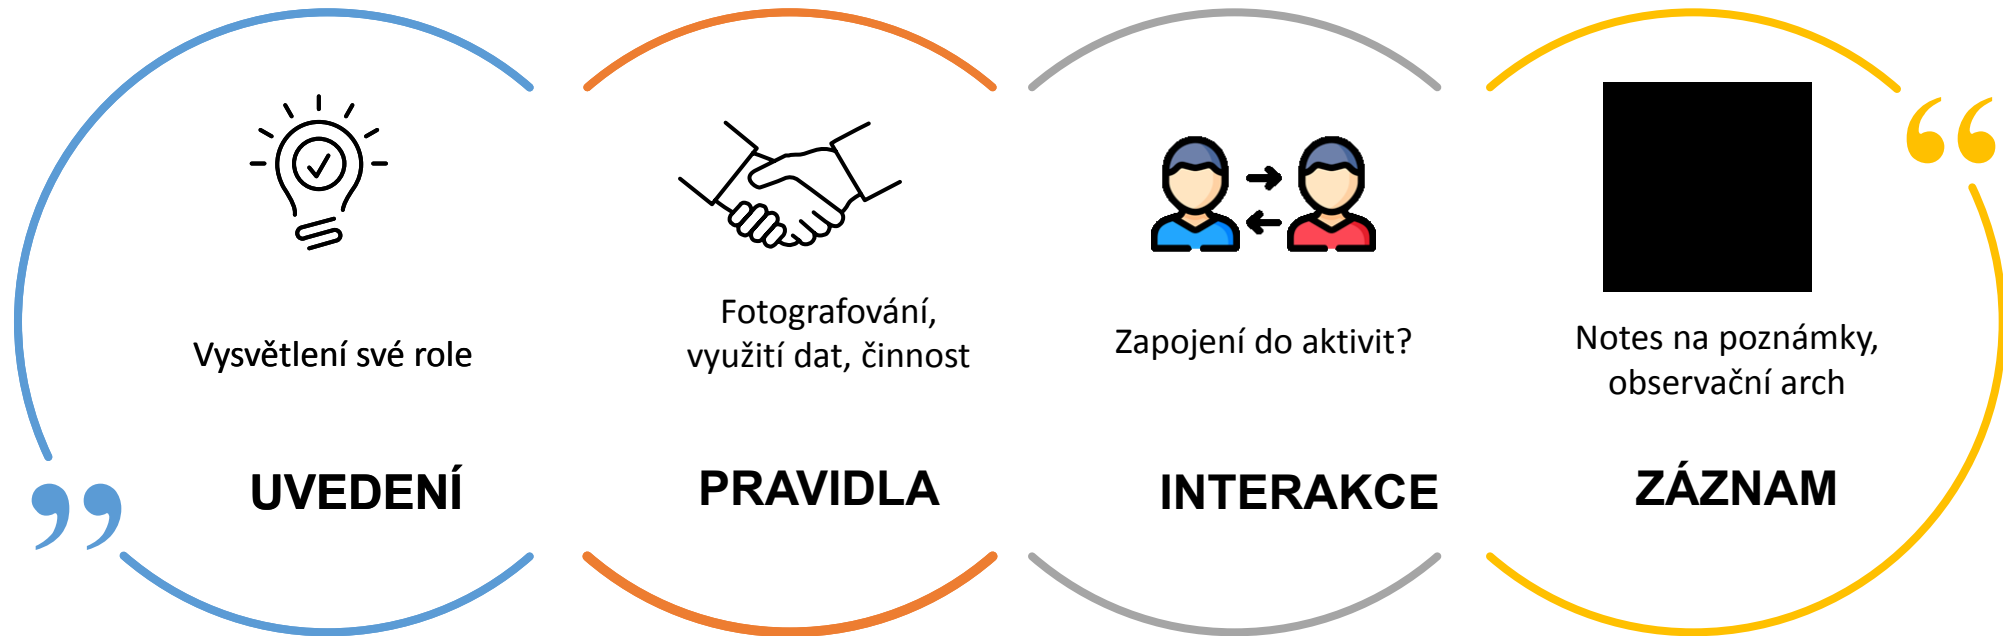 Vysvětlení své role
UVEDENÍ
Fotografování,
využití dat, činnost
PRAVIDLA
Zapojení do aktivit?
INTERAKCE
Notes na poznámky,
observační arch
ZÁZNAM